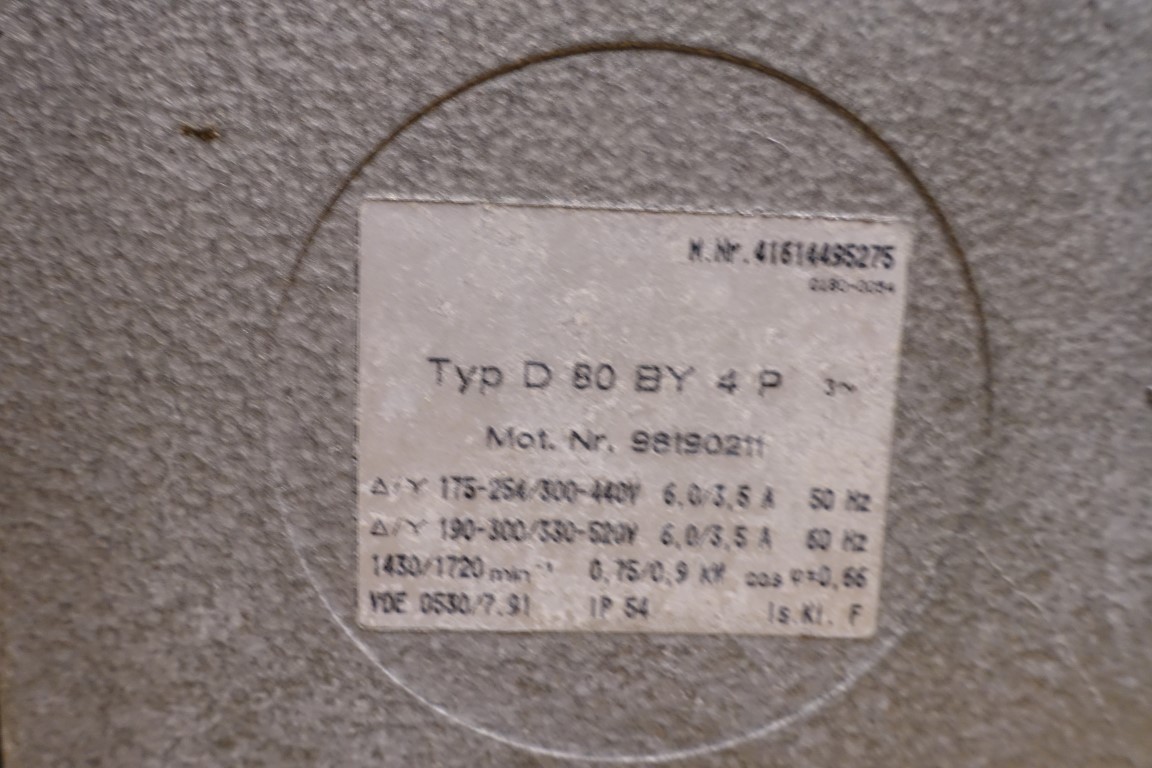 M.Nr. 41614495275
0180-0054
Typ D 80 BY 4 P 3~
Mot. Nr. 98190211
Δ/Y 175-254/300-440V 6,0/3,5 A 50 Hz
Δ/Y 190-300/330-520V 6,0/3,5 A 60 Hz
1430/1720 min⁻¹ 0,75/0,9 kW cos φ=0,66
VDE 0530/7.91 IP 54 Is.Kl. F